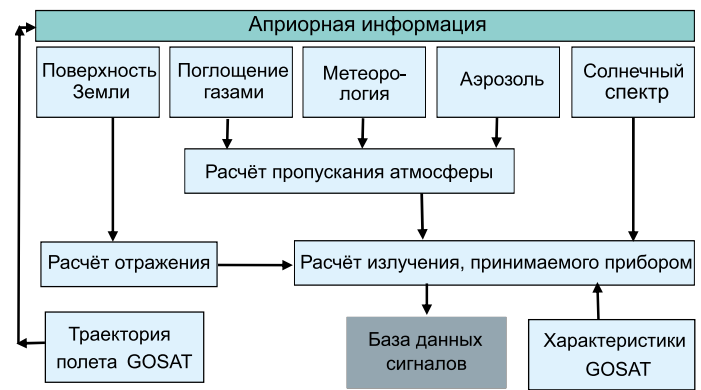 Априорная информация
Поверхность
Земли
Поглощение
газами
Метеоро-
логия
Аэрозоль
Солнечный
спектр
Расчёт пропускания атмосферы
Расчёт отражения
Расчёт излучения, принимаемого прибором
Траектория
полета GOSAT
База данных
сигналов
Характеристики
GOSAT